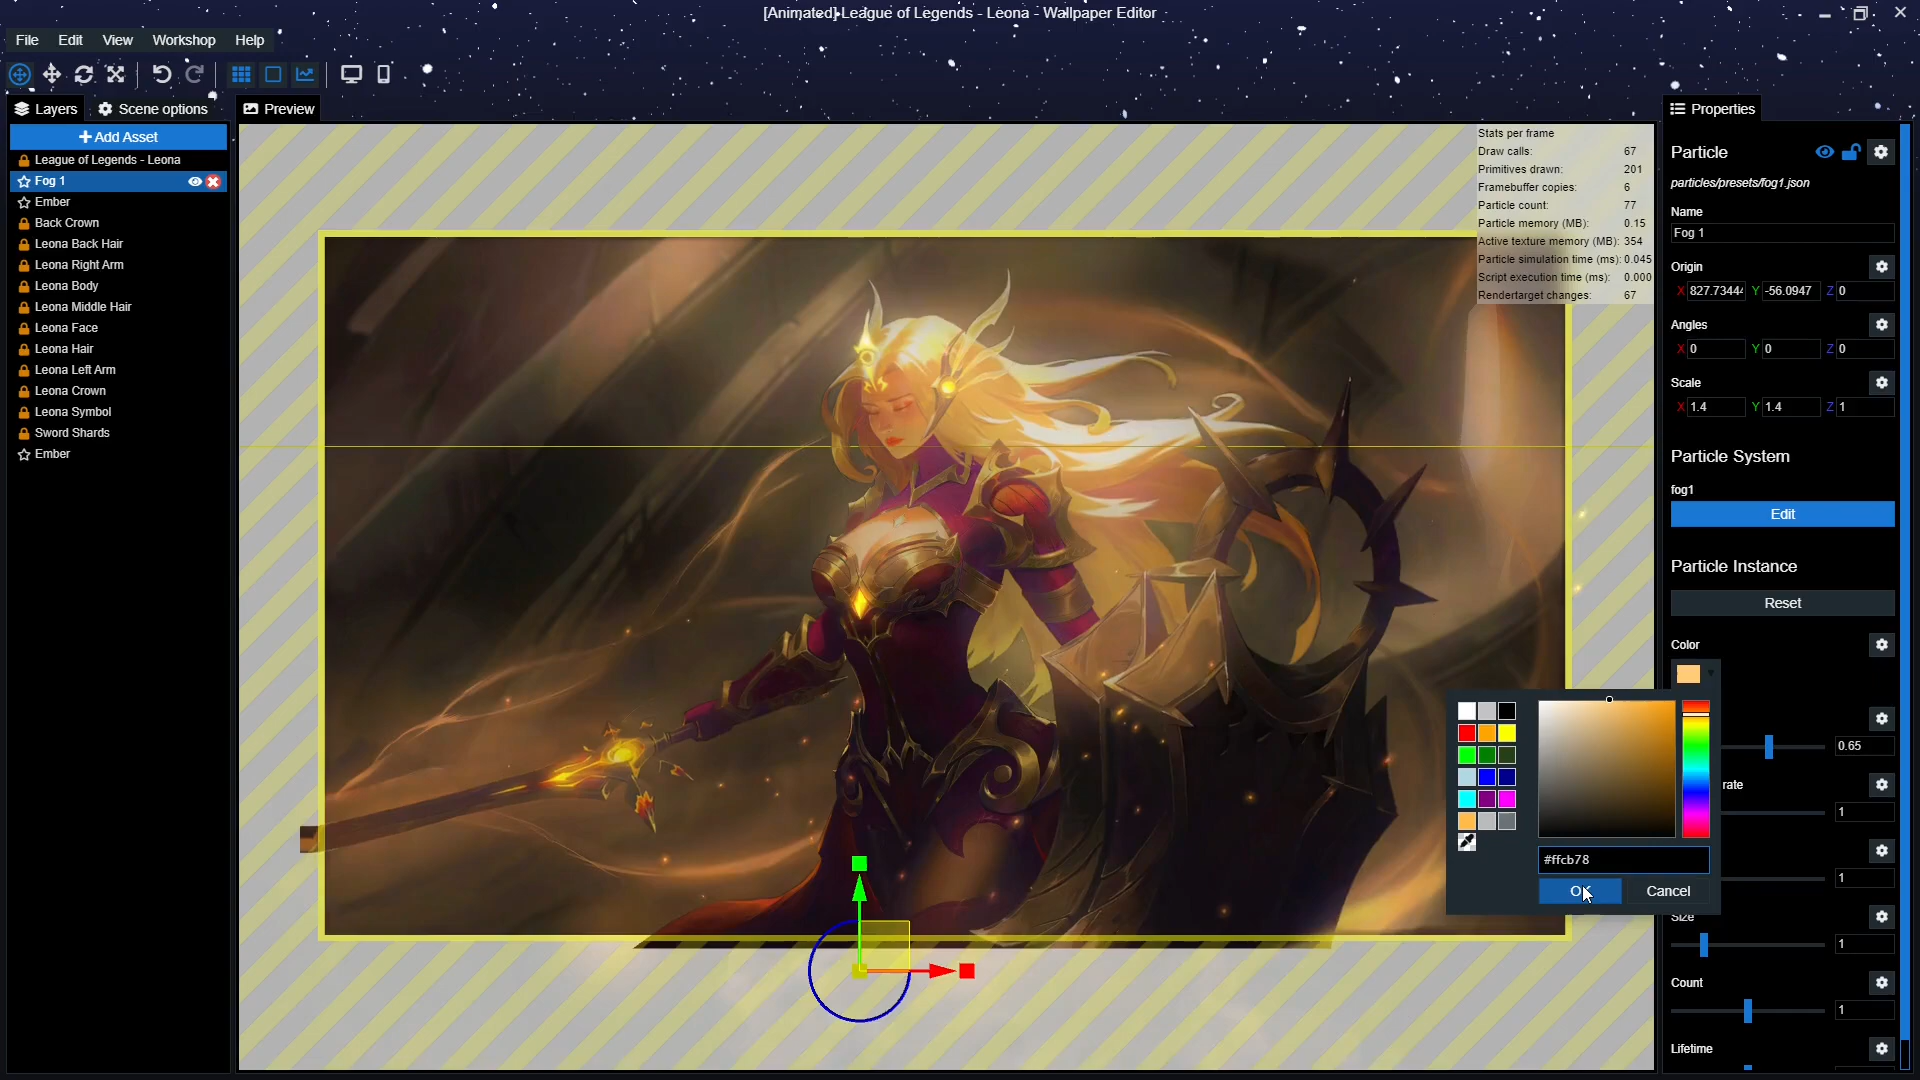 [Animated] League of Legends - Leona - Wallpaper Editor
File Edit View Workshop Help
Layers Scene options Preview Properties
Add Asset
League of Legends - Leona
Fog 1
Ember
Back Crown
Leona Back Hair
Leona Right Arm
Leona Body
Leona Middle Hair
Leona Face
Leona Hair
Leona Left Arm
Leona Crown
Leona Symbol
Sword Shards
Ember
Stats per frame
Draw calls: 67
Primitives drawn: 201
Framebuffer copies: 6
Particle count: 77
Particle memory (MB): 0.15
Active texture memory (MB): 354
Particle simulation time (ms): 0.045
Script execution time (ms): 0.000
Rendertarget changes: 67
Particle
particles/presets/fog1.json
Name
Fog 1
Origin
X 827.7344 Y -56.0947 Z 0
Angles
X 0 Y 0 Z 0
Scale
X 1.4 Y 1.4 Z 1
Particle System
fog1
Edit
Particle Instance
Reset
Color
0.65
rate
1
1
#ffcb78
OK Cancel
Size
1
Count
1
Lifetime